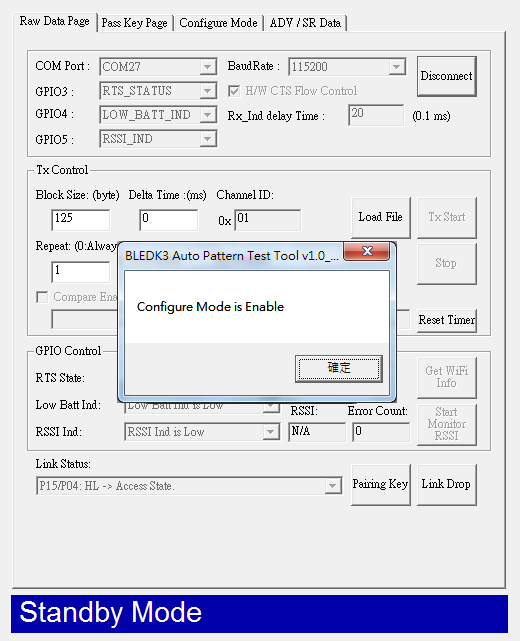 Raw Data Page Pass Key Page Configure Mode ADV / SR Data
COM Port : COM27 BaudRate : 115200 Disconnect
GPIO3 : RTS_STATUS H/W CTS Flow Control
GPIO4 : LOW_BATT_IND Rx_Ind delay Time : 20 (0.1 ms)
GPIO5 : RSSI_IND
Tx Control
Block Size: (byte) Delta Time :(ms) Channel ID:
125 0 0x 01 Load File Tx Start
Repeat: (0:Alway
1 Stop
Compare Ena
Reset Timer
BLEDK3 Auto Pattern Test Tool v1.0_...
Configure Mode is Enable
確定
GPIO Control
RTS State: Get WiFi Info
Low Batt Ind: Low Batt Ind is Low RSSI: Error Count:
RSSI Ind: RSSI Ind is Low N/A 0 Start Monitor RSSI
Link Status:
P15/P04: HL -> Access State. Pairing Key Link Drop
Standby Mode